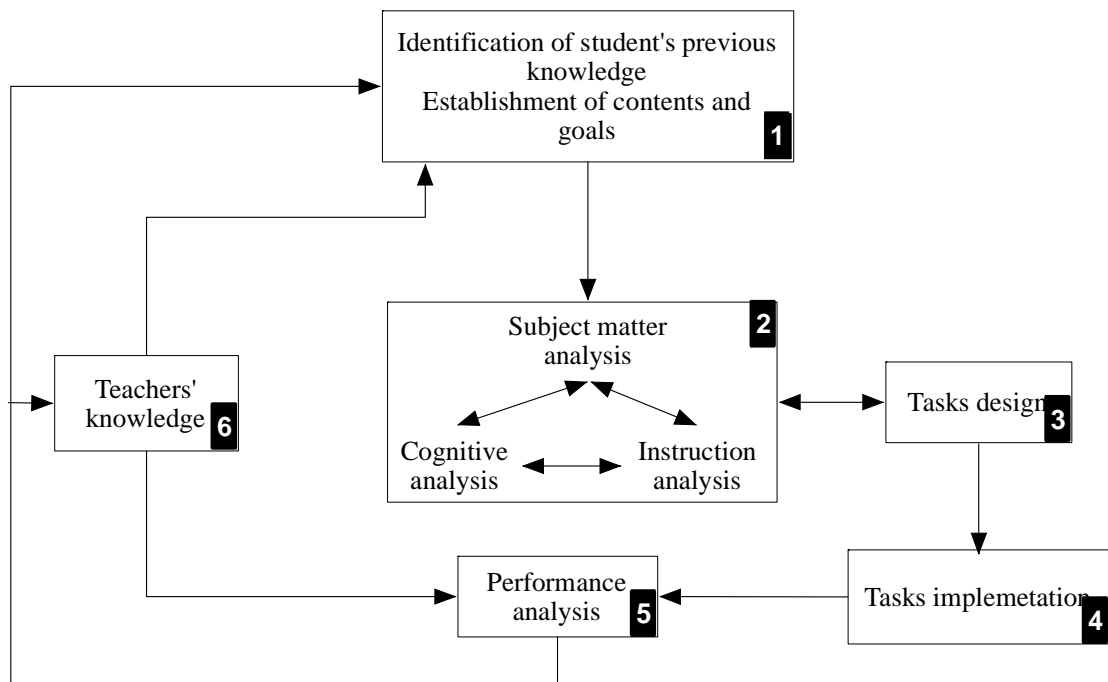 Identification of student's previous
knowledge
Establishment of contents and
goals
1
Subject matter
analysis
2
Cognitive
analysis
Instruction
analysis
Teachers'
knowledge
6
Tasks design
3
Performance
analysis
5
Tasks implemetation
4